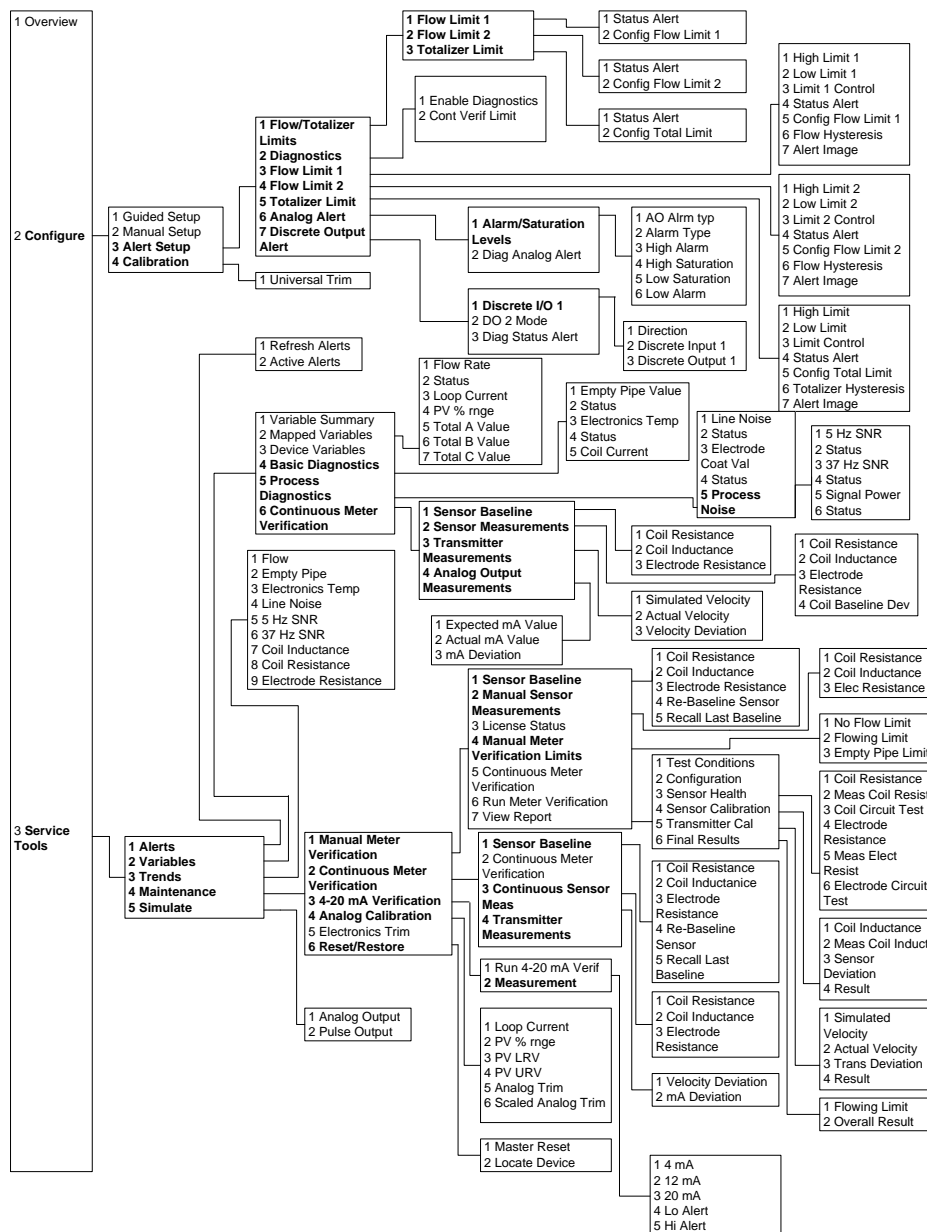 1 Overview
2 Configure
3 Service
Tools
1 Guided Setup
2 Manual Setup
3 Alert Setup
4 Calibration
1 Flow/Totalizer
Limits
2 Diagnostics
3 Flow Limit 1
4 Flow Limit 2
5 Totalizer Limit
6 Analog Alert
7 Discrete Output
Alert
1 Universal Trim
1 Flow Limit 1
2 Flow Limit 2
3 Totalizer Limit
1 Status Alert
2 Config Flow Limit 1
1 Status Alert
2 Config Flow Limit 2
1 Status Alert
2 Config Total Limit
1 Enable Diagnostics
2 Cont Verif Limit
1 High Limit 1
2 Low Limit 1
3 Limit 1 Control
4 Status Alert
5 Config Flow Limit 1
6 Flow Hysteresis
7 Alert Image
1 High Limit 2
2 Low Limit 2
3 Limit 2 Control
4 Status Alert
5 Config Flow Limit 2
6 Flow Hysteresis
7 Alert Image
1 High Limit
2 Low Limit
3 Limit Control
4 Status Alert
5 Config Total Limit
6 Totalizer Hysteresis
7 Alert Image
1 Alarm/Saturation
Levels
2 Diag Analog Alert
1 AO Alrm typ
2 Alarm Type
3 High Alarm
4 High Saturation
5 Low Saturation
6 Low Alarm
1 Discrete I/O 1
2 DO 2 Mode
3 Diag Status Alert
1 Direction
2 Discrete Input 1
3 Discrete Output 1
1 Refresh Alerts
2 Active Alerts
1 Variable Summary
2 Mapped Variables
3 Device Variables
4 Basic Diagnostics
5 Process
Diagnostics
6 Continuous Meter
Verification
1 Flow Rate
2 Status
3 Loop Current
4 PV % rnge
5 Total A Value
6 Total B Value
7 Total C Value
1 Empty Pipe Value
2 Status
3 Electronics Temp
4 Status
5 Coil Current
1 Line Noise
2 Status
3 Electrode
Coat Val
4 Status
5 Process
Noise
1 5 Hz SNR
2 Status
3 37 Hz SNR
4 Status
5 Signal Power
6 Status
1 Sensor Baseline
2 Sensor Measurements
3 Transmitter
Measurements
4 Analog Output
Measurements
1 Coil Resistance
2 Coil Inductance
3 Electrode Resistance
1 Coil Resistance
2 Coil Inductance
3 Electrode
Resistance
4 Coil Baseline Dev
1 Simulated Velocity
2 Actual Velocity
3 Velocity Deviation
1 Expected mA Value
2 Actual mA Value
3 mA Deviation
1 Flow
2 Empty Pipe
3 Electronics Temp
4 Line Noise
5 5 Hz SNR
6 37 Hz SNR
7 Coil Inductance
8 Coil Resistance
9 Electrode Resistance
1 Alerts
2 Variables
3 Trends
4 Maintenance
5 Simulate
1 Manual Meter
Verification
2 Continuous Meter
Verification
3 4-20 mA Verification
4 Analog Calibration
5 Electronics Trim
6 Reset/Restore
1 Analog Output
2 Pulse Output
1 Sensor Baseline
2 Manual Sensor
Measurements
3 License Status
4 Manual Meter
Verification Limits
5 Continuous Meter
Verification
6 Run Meter Verification
7 View Report
1 Coil Resistance
2 Coil Inductance
3 Electrode Resistance
4 Re-Baseline Sensor
5 Recall Last Baseline
1 Coil Resistance
2 Coil Inductance
3 Elec Resistance
1 No Flow Limit
2 Flowing Limit
3 Empty Pipe Limit
1 Test Conditions
2 Configuration
3 Sensor Health
4 Sensor Calibration
5 Transmitter Cal
6 Final Results
1 Coil Resistance
2 Meas Coil Resist
3 Coil Circuit Test
4 Electrode
Resistance
5 Meas Elect
Resist
6 Electrode Circuit
Test
1 Coil Inductance
2 Meas Coil Induct
3 Sensor
Deviation
4 Result
1 Simulated
Velocity
2 Actual Velocity
3 Trans Deviation
4 Result
1 Flowing Limit
2 Overall Result
1 Sensor Baseline
2 Continuous Meter
Verification
3 Continuous Sensor
Meas
4 Transmitter
Measurements
1 Coil Resistance
2 Coil Inductanice
3 Electrode
Resistance
4 Re-Baseline
Sensor
5 Recall Last
Baseline
1 Coil Resistance
2 Coil Inductance
3 Electrode
Resistance
1 Velocity Deviation
2 mA Deviation
1 Run 4-20 mA Verif
2 Measurement
1 Loop Current
2 PV % rnge
3 PV LRV
4 PV URV
5 Analog Trim
6 Scaled Analog Trim
1 Master Reset
2 Locate Device
1 4 mA
2 12 mA
3 20 mA
4 Lo Alert
5 Hi Alert